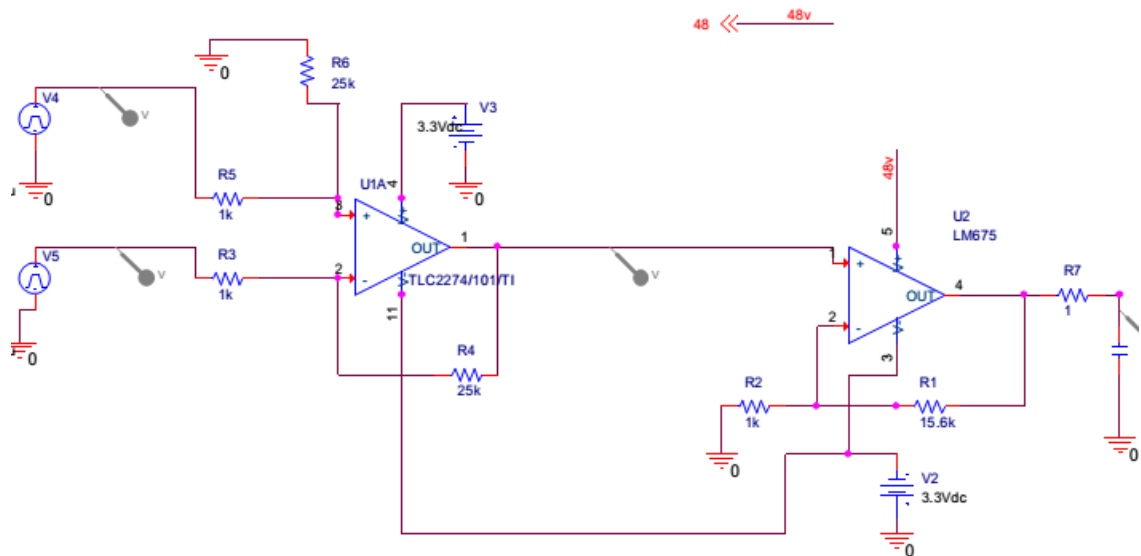 48
48v
0
R6
25k
V4
V
V3
3.3Vdc
0
0
R5
1k
U1A
4
3
+
OUT
1
V+
48v
U2
LM675
V5
V
R3
1k
2
-
V-
TLC2274/101/TI
11
V
5
1
+
V+
OUT
4
R7
1
2
-
V-
3
0
R4
25k
R2
1k
R1
15.6k
0
0
V2
3.3Vdc
0